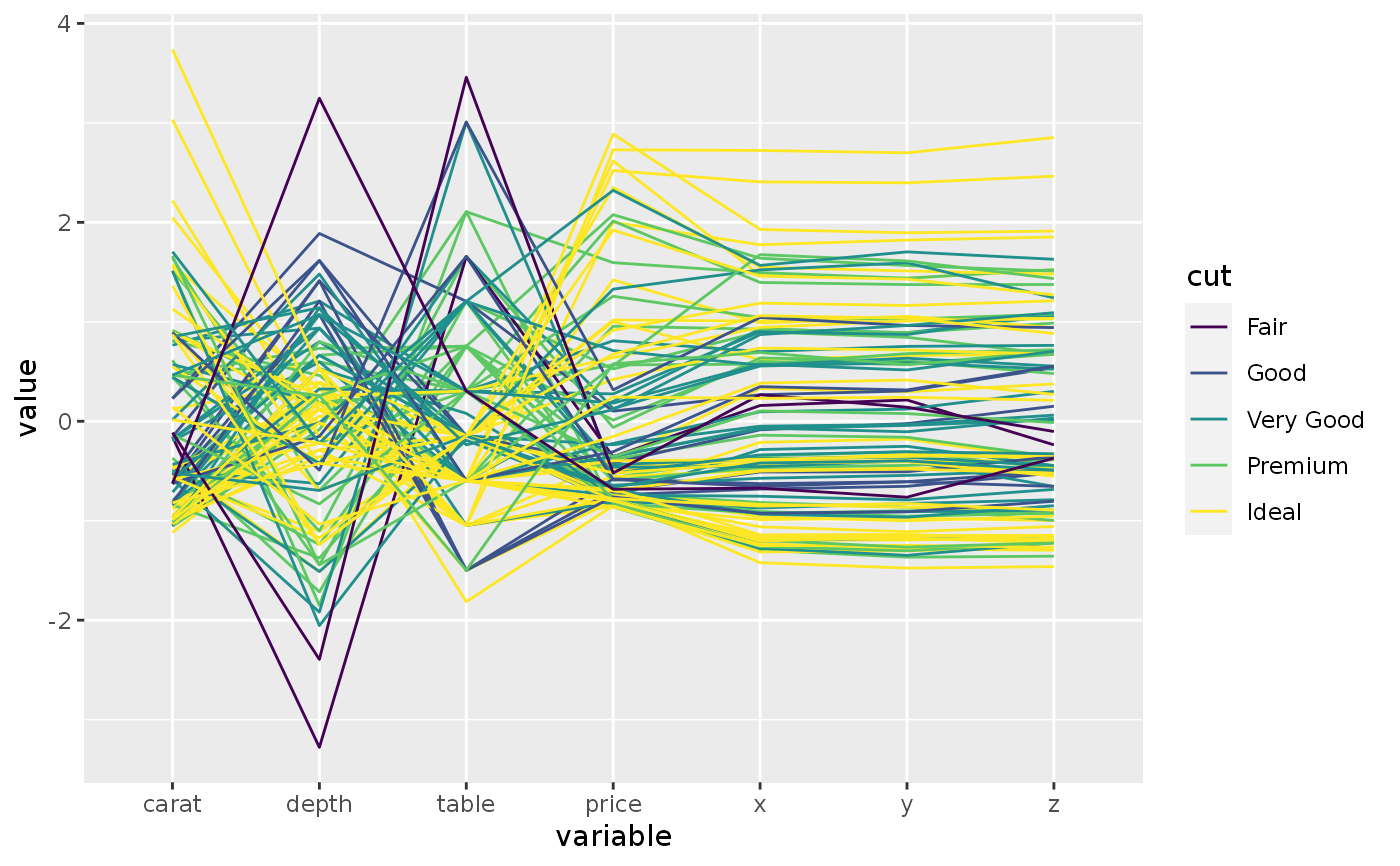 4
2
0
-2
value
carat depth table price x y z
variable
cut
Fair
Good
Very Good
Premium
Ideal